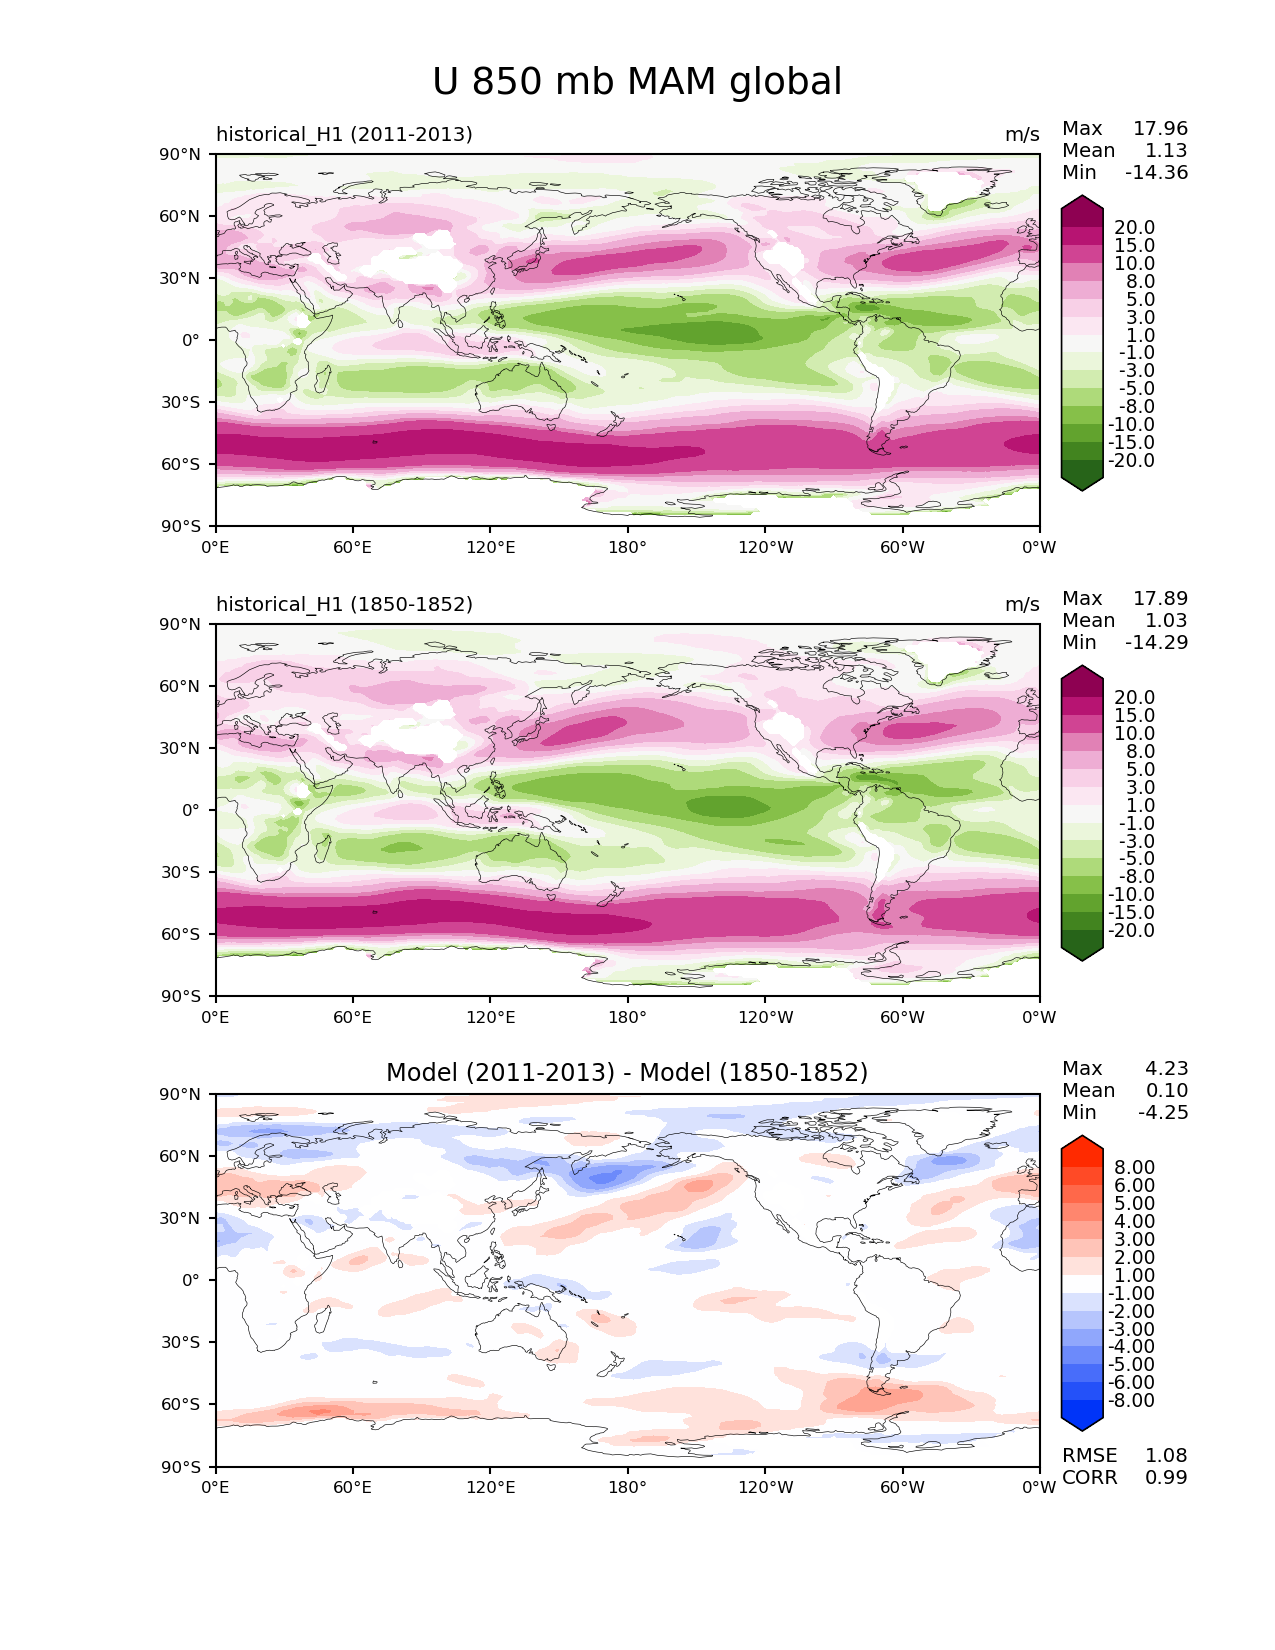 U 850 mb MAM global
historical_H1 (2011-2013) m/s
Max 17.96
Mean 1.13
Min -14.36
90°N
60°N
30°N
0°
30°S
60°S
90°S
0°E 60°E 120°E 180° 120°W 60°W 0°W
20.0
15.0
10.0
8.0
5.0
3.0
1.0
-1.0
-3.0
-5.0
-8.0
-10.0
-15.0
-20.0
historical_H1 (1850-1852) m/s
Max 17.89
Mean 1.03
Min -14.29
90°N
60°N
30°N
0°
30°S
60°S
90°S
0°E 60°E 120°E 180° 120°W 60°W 0°W
20.0
15.0
10.0
8.0
5.0
3.0
1.0
-1.0
-3.0
-5.0
-8.0
-10.0
-15.0
-20.0
Model (2011-2013) - Model (1850-1852)
Max 4.23
Mean 0.10
Min -4.25
90°N
60°N
30°N
0°
30°S
60°S
90°S
0°E 60°E 120°E 180° 120°W 60°W 0°W
8.00
6.00
5.00
4.00
3.00
2.00
1.00
-1.00
-2.00
-3.00
-4.00
-5.00
-6.00
-8.00
RMSE 1.08
CORR 0.99